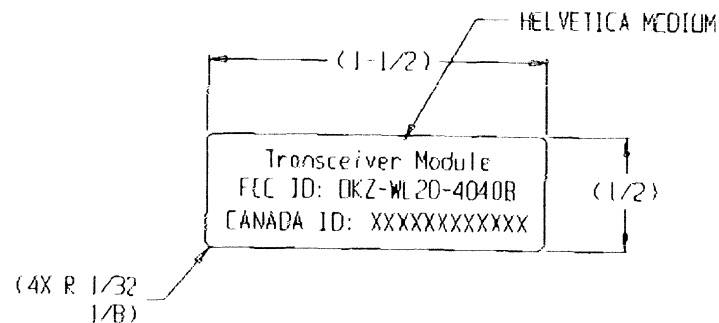 HELVETICA MEDIUM
(1-1/2)
Transceiver Module
FCC ID: DKZ-WL20-4040B
CANADA ID: XXXXXXXXXXXX
(1/2)
(4X R 1/32
1/8)